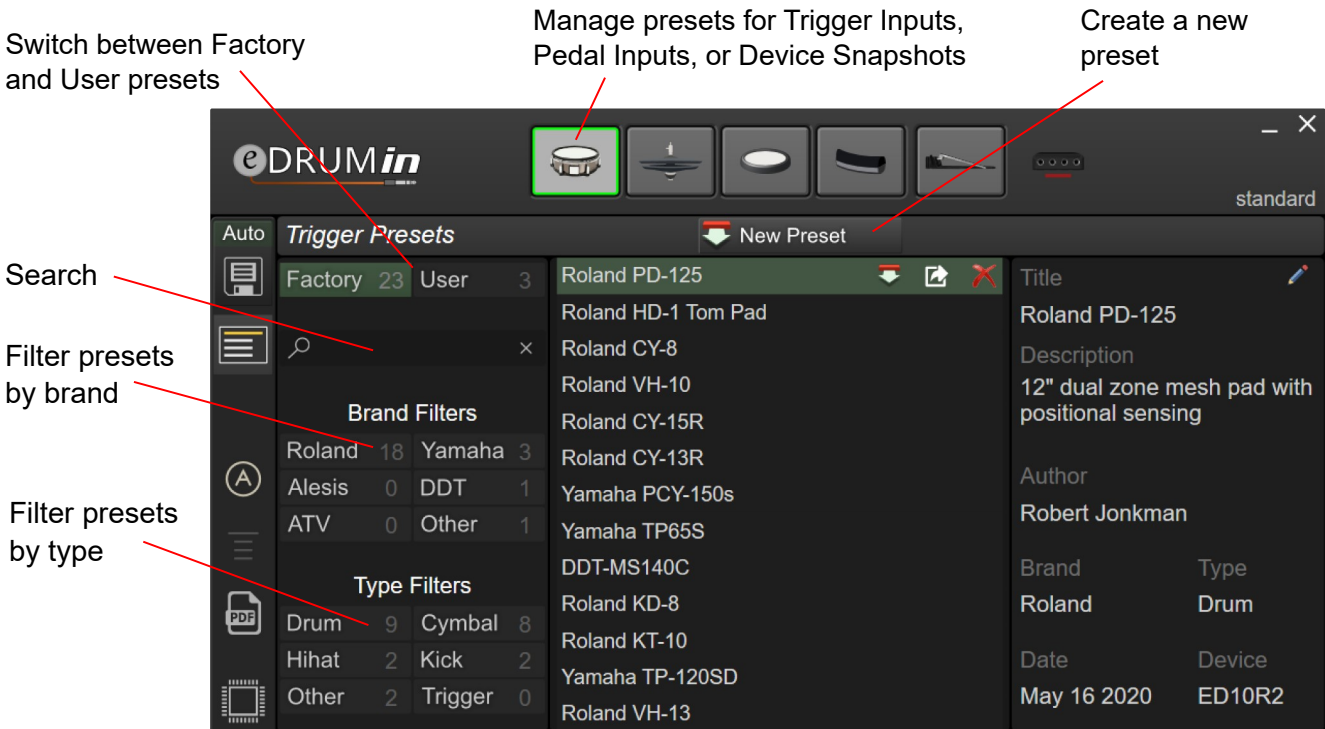 Switch between Factory
and User presets
Manage presets for Trigger Inputs,
Pedal Inputs, or Device Snapshots
Create a new
preset
Search
Filter presets
by brand
Filter presets
by type
eDRUMin
standard
Auto
Trigger Presets
New Preset
Factory 23 User 3
Brand Filters
Roland 18 Yamaha 3
Alesis 0 DDT 1
ATV 0 Other 1
Type Filters
Drum 9 Cymbal 8
Hihat 2 Kick 2
Other 2 Trigger 0
A
PDF
Roland PD-125
Roland HD-1 Tom Pad
Roland CY-8
Roland VH-10
Roland CY-15R
Roland CY-13R
Yamaha PCY-150s
Yamaha TP65S
DDT-MS140C
Roland KD-8
Roland KT-10
Yamaha TP-120SD
Roland VH-13
Title
Roland PD-125
Description
12" dual zone mesh pad with
positional sensing
Author
Robert Jonkman
Brand Type
Roland Drum
Date Device
May 16 2020 ED10R2